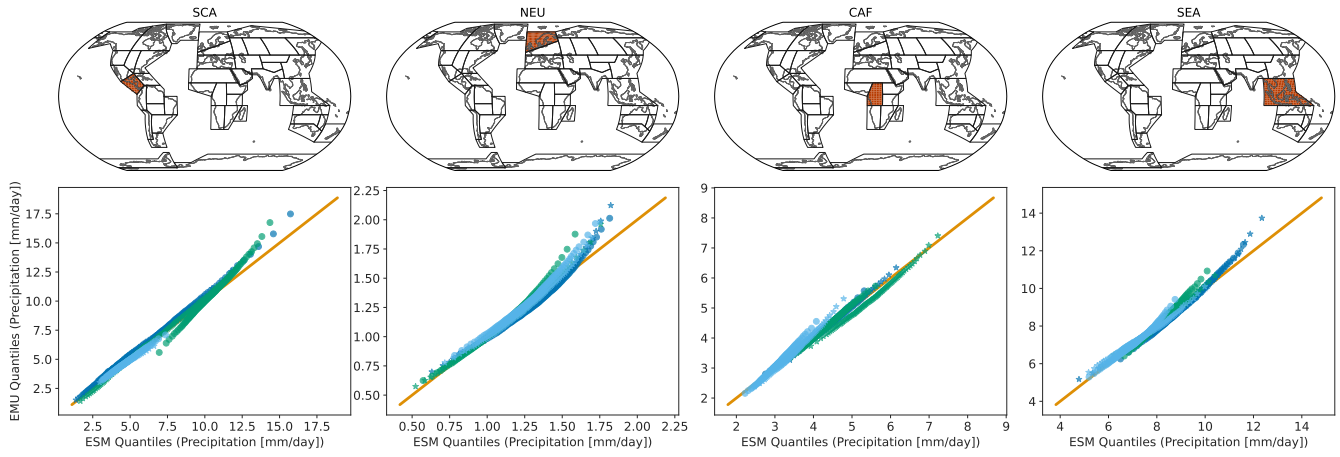 SCA
NEU
CAF
SEA
EMU Quantiles (Precipitation [mm/day])
17.5
15.0
12.5
10.0
7.5
5.0
2.5
2.5 5.0 7.5 10.0 12.5 15.0 17.5
ESM Quantiles (Precipitation [mm/day])
2.25
2.00
1.75
1.50
1.25
1.00
0.75
0.50
0.50 0.75 1.00 1.25 1.50 1.75 2.00 2.25
ESM Quantiles (Precipitation [mm/day])
9
8
7
6
5
4
3
2
2 3 4 5 6 7 8 9
ESM Quantiles (Precipitation [mm/day])
14
12
10
8
6
4
4 6 8 10 12 14
ESM Quantiles (Precipitation [mm/day])